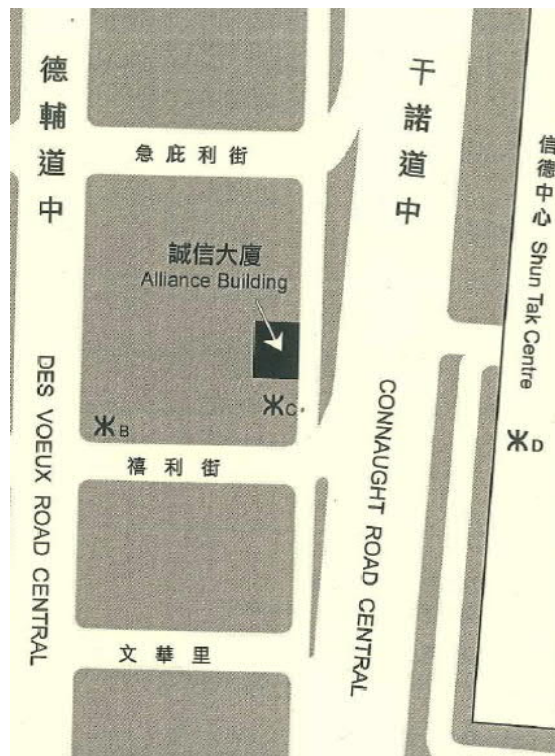 德輔道中
干諾道中
急庇利街
信德中心 Shun Tak Centre
誠信大廈
Alliance Building
DES VOEUX ROAD CENTRAL
CONNAUGHT ROAD CENTRAL
C
B
D
禧利街
文華里